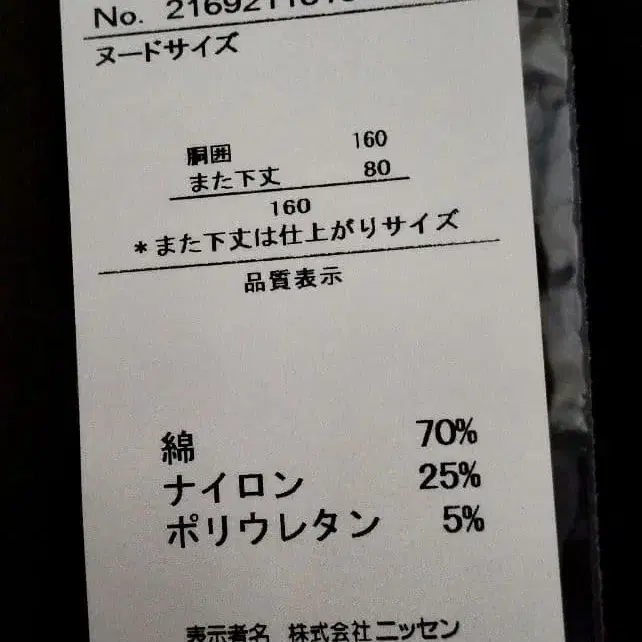 No.
ヌードサイズ
胴囲 160
また下丈 80
160
*また下丈は仕上がりサイズ
品質表示
綿 70%
ナイロン 25%
ポリウレタン 5%
表示者名 株式会社ニッセン